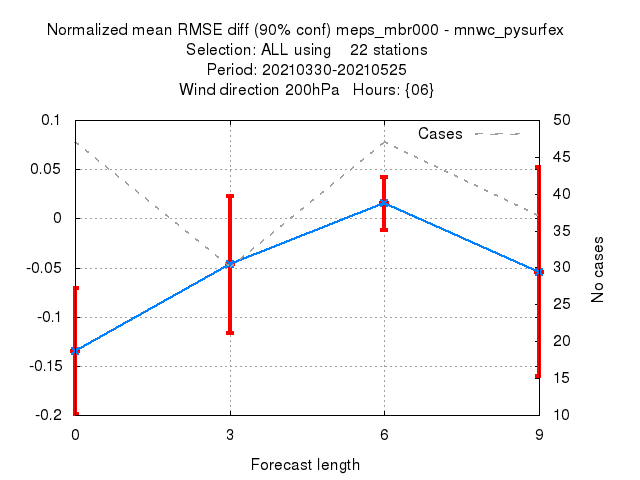 Normalized mean RMSE diff (90% conf) meps_mbr000 - mnwc_pysurfex
Selection: ALL using    22 stations
Period: 20210330-20210525
Wind direction 200hPa   Hours: {06}
Cases
0.1
0.05
0
-0.05
-0.1
-0.15
-0.2
50
45
40
35
30
25
20
15
10
No cases
0 3 6 9
Forecast length